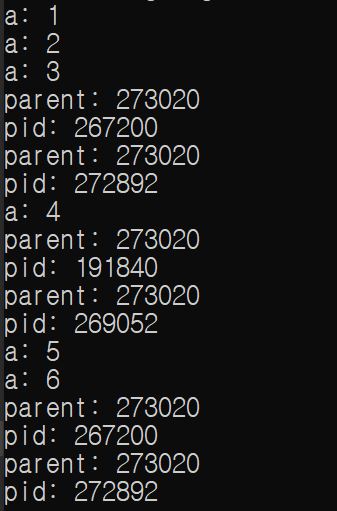 a: 1
a: 2
a: 3
parent: 273020
pid: 267200
parent: 273020
pid: 272892
a: 4
parent: 273020
pid: 191840
parent: 273020
pid: 269052
a: 5
a: 6
parent: 273020
pid: 267200
parent: 273020
pid: 272892